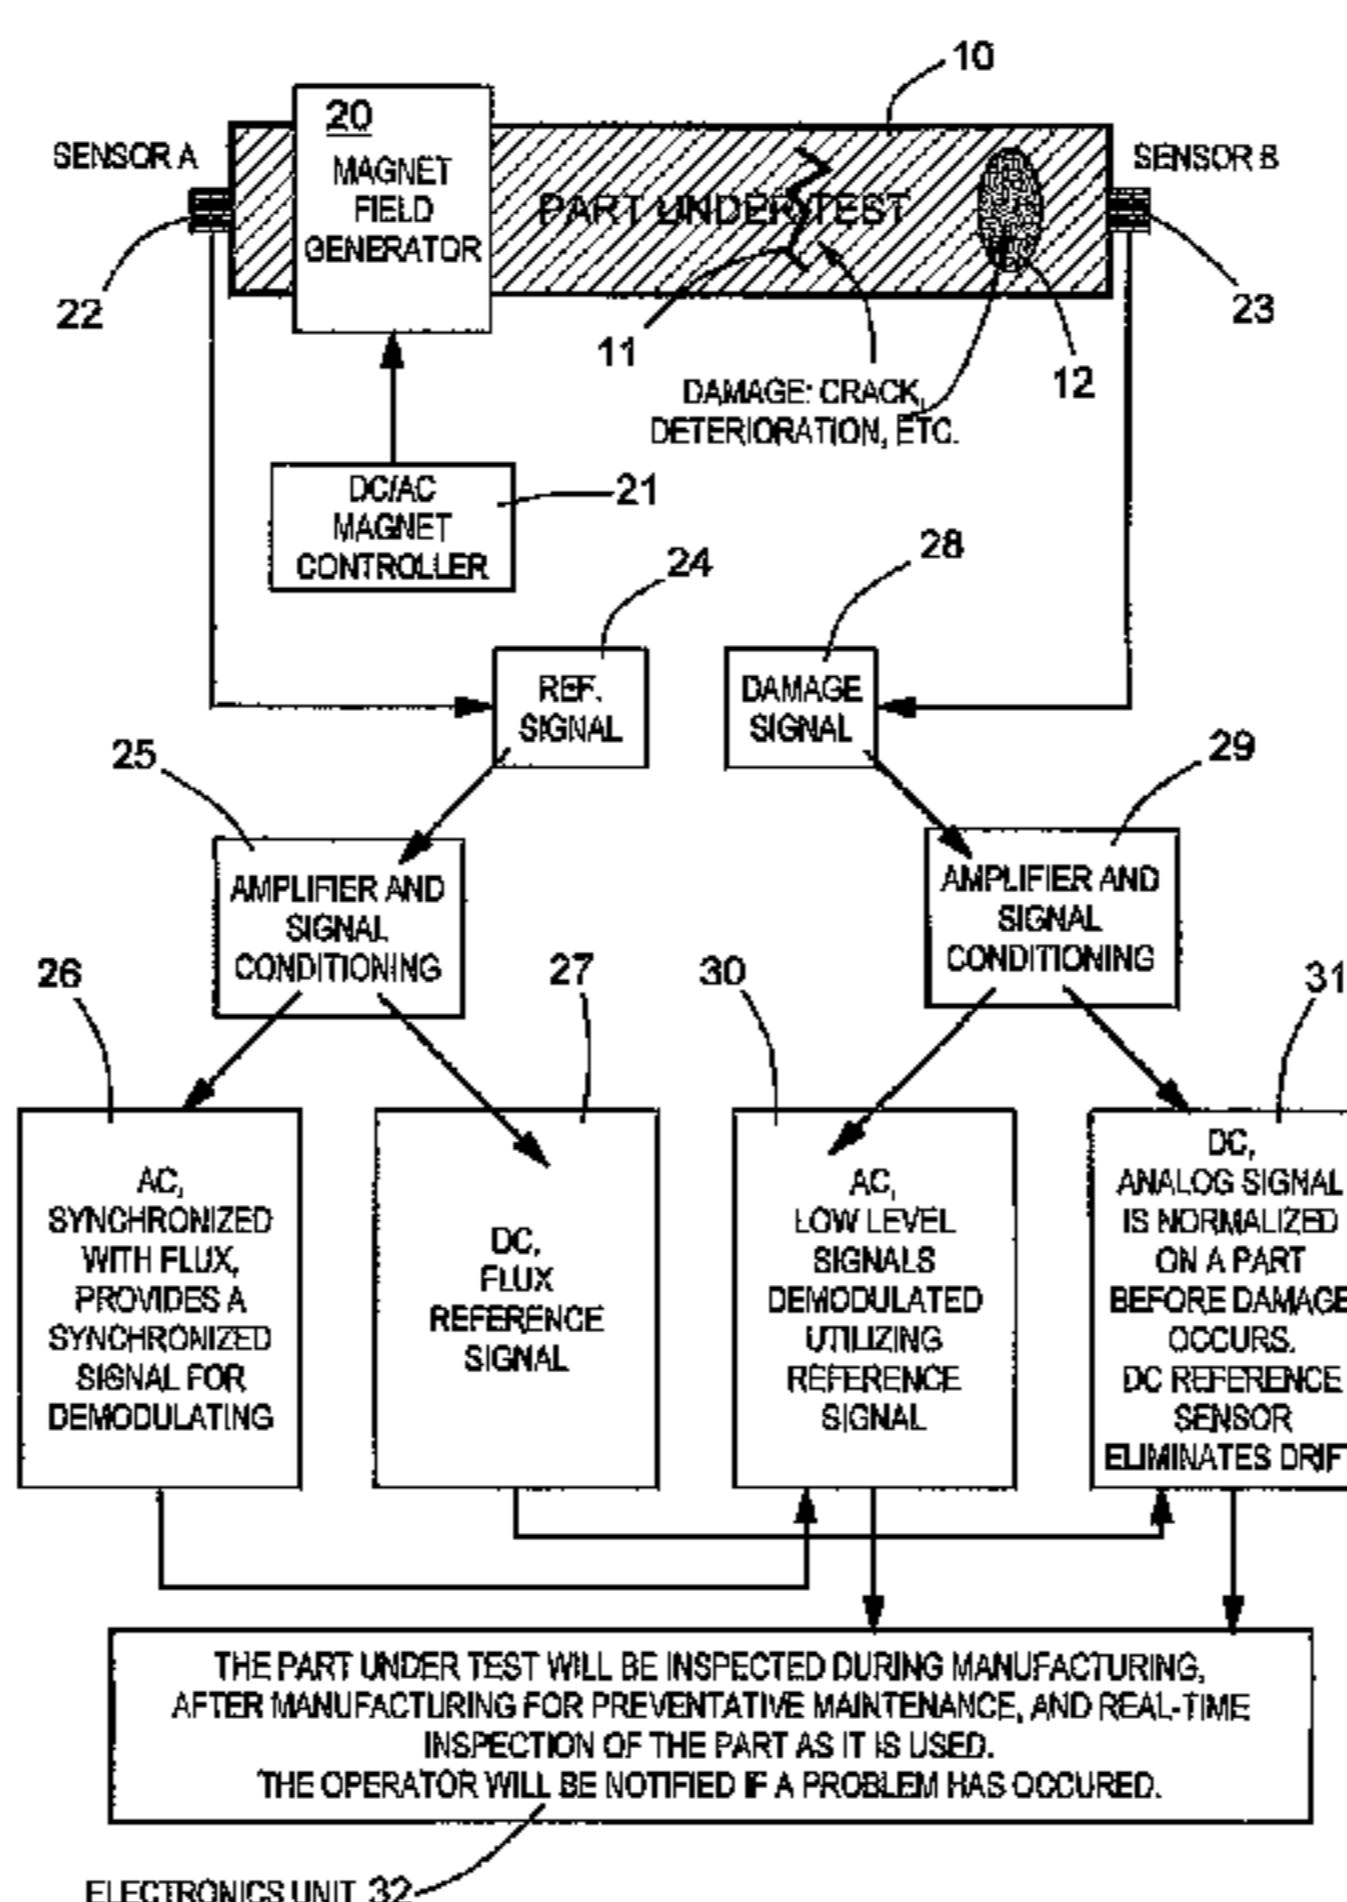 10
20
SENSOR A
SENSOR B
MAGNET
FIELD
GENERATOR
PART UNDER TEST
22
11
12
23
DAMAGE: CRACK,
DETERIORATION, ETC.
DC/AC
MAGNET
CONTROLLER
21
24
28
REF.
SIGNAL
DAMAGE
SIGNAL
25
29
AMPLIFIER AND
SIGNAL
CONDITIONING
AMPLIFIER AND
SIGNAL
CONDITIONING
26
27
30
31
AC,
SYNCHRONIZED
WITH FLUX,
PROVIDES A
SYNCHRONIZED
SIGNAL FOR
DEMODULATING
DC,
FLUX
REFERENCE
SIGNAL
AC,
LOW LEVEL
SIGNALS
DEMODULATED
UTILIZING
REFERENCE
SIGNAL
DC,
ANALOG SIGNAL
IS NORMALIZED
ON A PART
BEFORE DAMAGE
OCCURS.
DC REFERENCE
SENSOR
ELIMINATES DRIFT
THE PART UNDER TEST WILL BE INSPECTED DURING MANUFACTURING,
AFTER MANUFACTURING FOR PREVENTATIVE MAINTENANCE, AND REAL-TIME
INSPECTION OF THE PART AS IT IS USED.
THE OPERATOR WILL BE NOTIFIED IF A PROBLEM HAS OCCURED.
ELECTRONICS UNIT 32